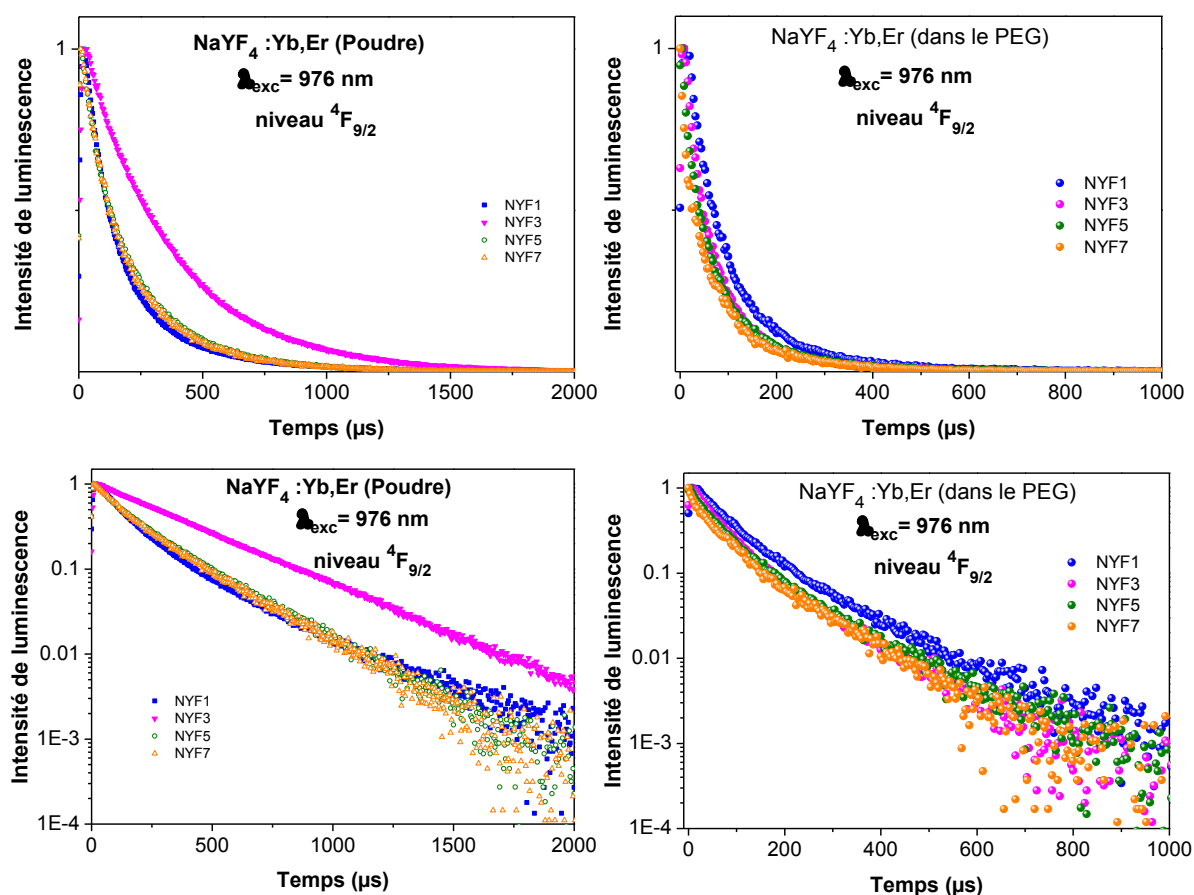 NaYF4 :Yb,Er (Poudre)
exc= 976 nm
niveau 4F9/2
Intensité de luminescence
1
NYF1
NYF3
NYF5
NYF7
0 500 1000 1500 2000
Temps (µs)
NaYF4 :Yb,Er (dans le PEG)
exc= 976 nm
niveau 4F9/2
Intensité de luminescence
1
NYF1
NYF3
NYF5
NYF7
0 200 400 600 800 1000
Temps (µs)
NaYF4 :Yb,Er (Poudre)
exc= 976 nm
niveau 4F9/2
Intensité de luminescence
1
0.1
0.01
1E-3
1E-4
NYF1
NYF3
NYF5
NYF7
0 500 1000 1500 2000
Temps (µs)
NaYF4 :Yb,Er (dans le PEG)
exc= 976 nm
niveau 4F9/2
Intensité de luminescence
1
0.1
0.01
1E-3
1E-4
NYF1
NYF3
NYF5
NYF7
0 200 400 600 800 1000
Temps (µs)